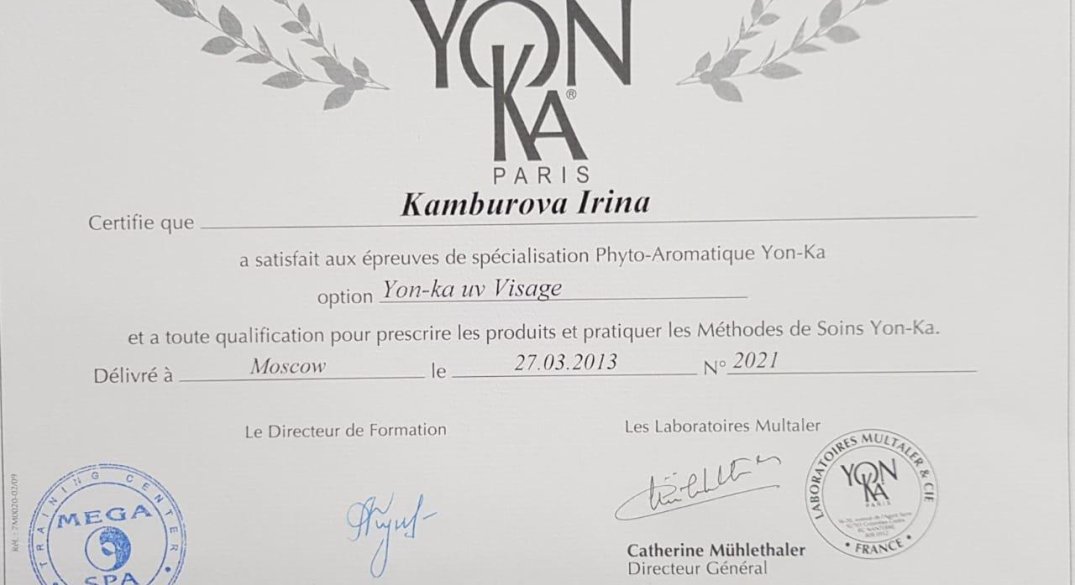 YON
KA®
PARIS
Certifie que Kamburova Irina
a satisfait aux épreuves de spécialisation Phyto-Aromatique Yon-Ka
option Yon-ka uv Visage
et a toute qualification pour prescrire les produits et pratiquer les Méthodes de Soins Yon-Ka.
Délivré à Moscow le 27.03.2013 N° 2021
Le Directeur de Formation
Les Laboratoires Multaler
LABORATOIRES MULTALER & CIE
YON
KA
PARIS
• FRANCE •
TRAINING CENTER
MEGA
SPA
Catherine Mühlethaler
Directeur Général